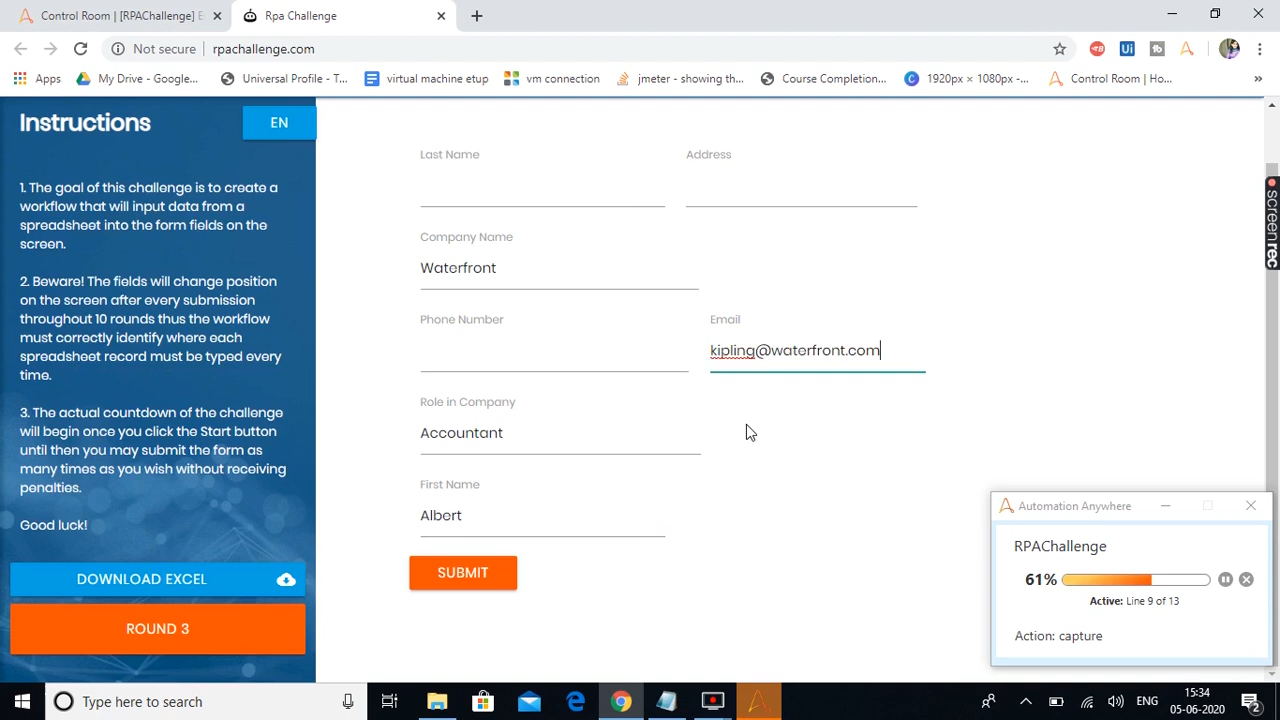 Control Room | [RPAChallenge] E
Rpa Challenge
Not secure
rpachallenge.com
Ui
tb
Apps
My Drive - Google...
Universal Profile - T...
virtual machine etup
vm connection
jmeter - showing th...
Course Completion...
1920px × 1080px –...
Control Room | Ho...
»
Instructions
EN
1. The goal of this challenge is to create a
workflow that will input data from a
spreadsheet into the form fields on the
screen.
2. Beware! The fields will change position
on the screen after every submission
throughout 10 rounds thus the workflow
must correctly identify where each
spreadsheet record must be typed every
time.
3. The actual countdown of the challenge
will begin once you click the Start button
until then you may submit the form as
many times as you wish without receiving
penalties.
Good luck!
DOWNLOAD EXCEL
ROUND 3
Last Name
Address
Company Name
Waterfront
Phone Number
Email
kipling@waterfront.com
Role in Company
Accountant
First Name
Albert
SUBMIT
Screenrec
Automation Anywhere
RPAChallenge
61%
Active: Line 9 of 13
Action: capture
Type here to search
ENG
15:34
05-06-2020
2